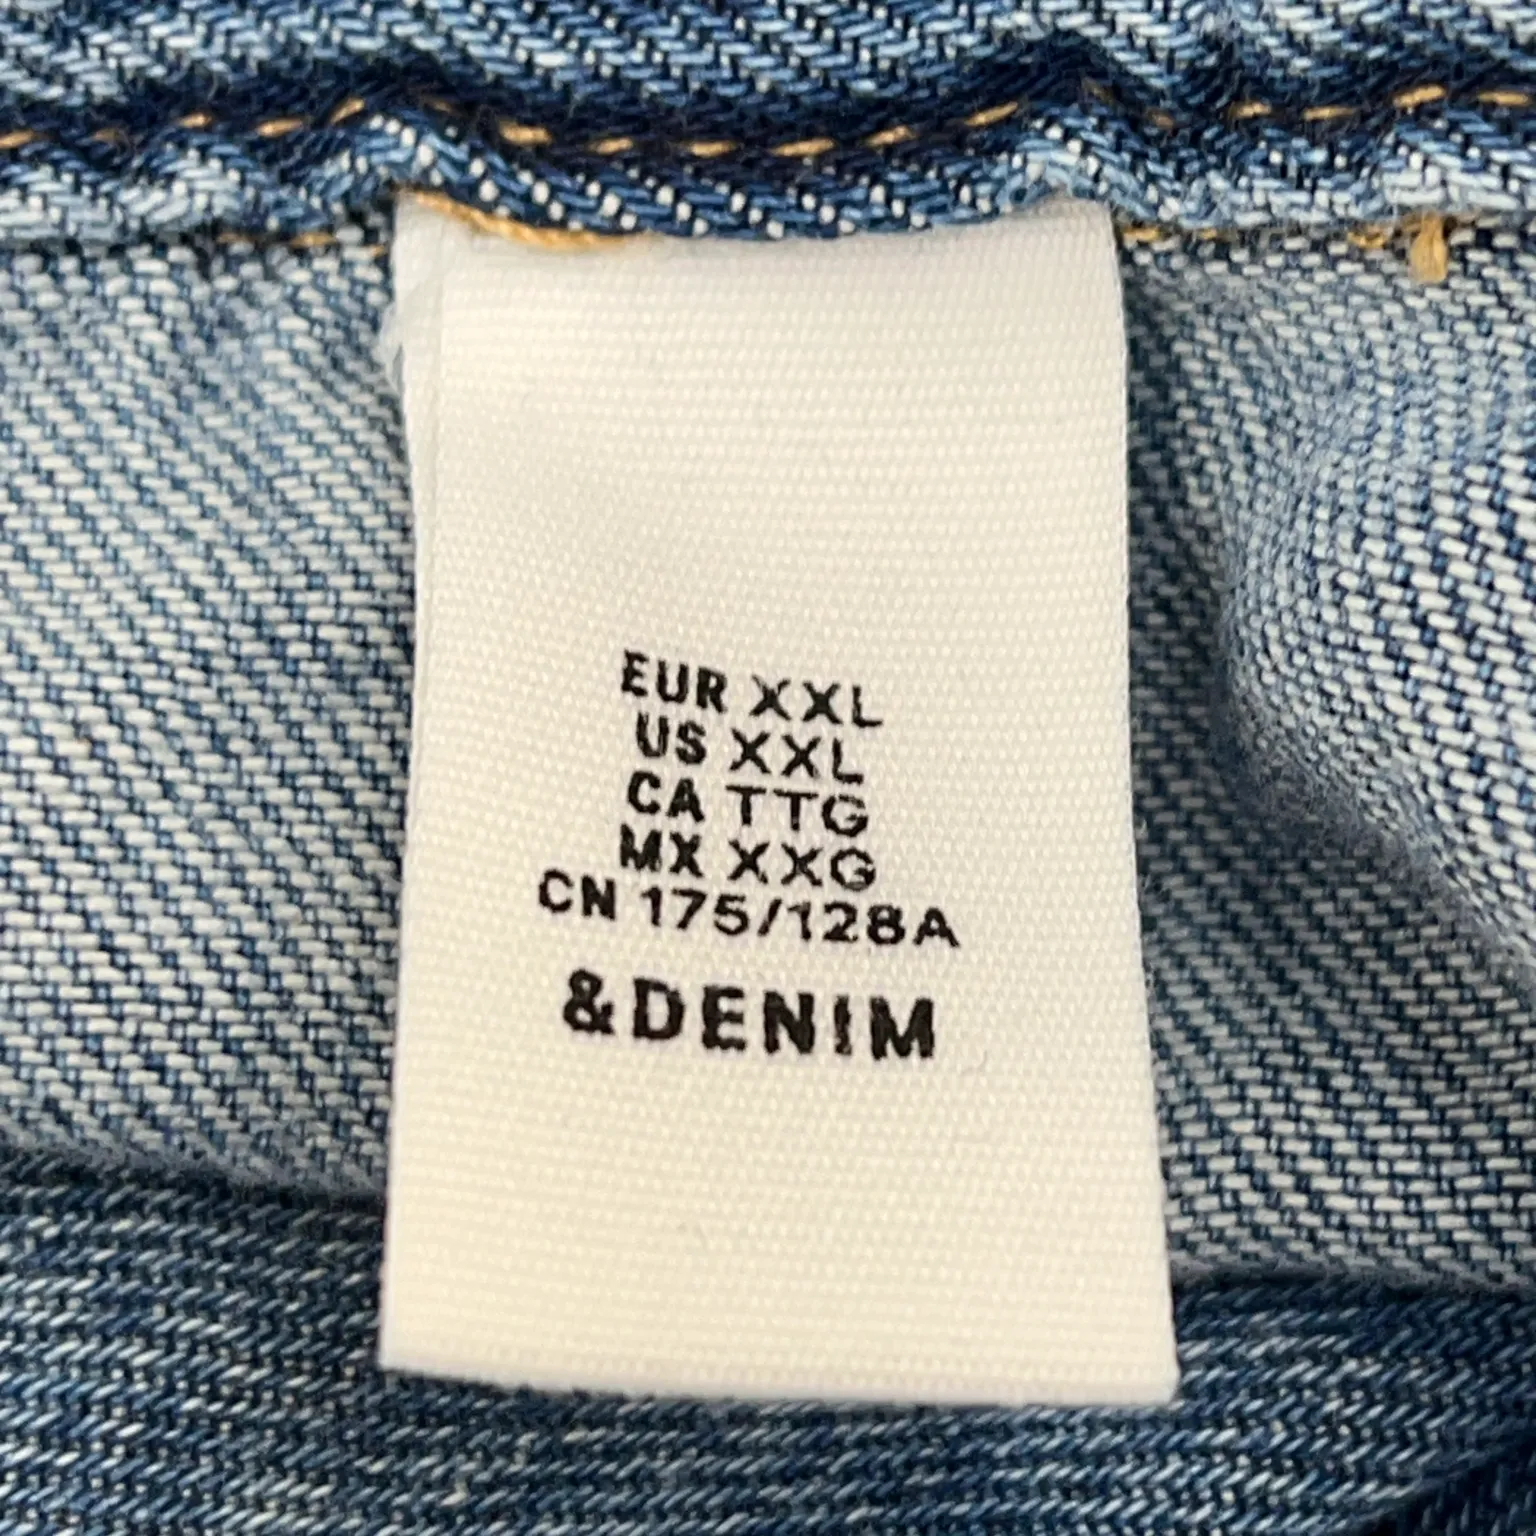 EUR XXL
US XXL
CA TTG
MX XXG
CN 175/128A
&DENIM